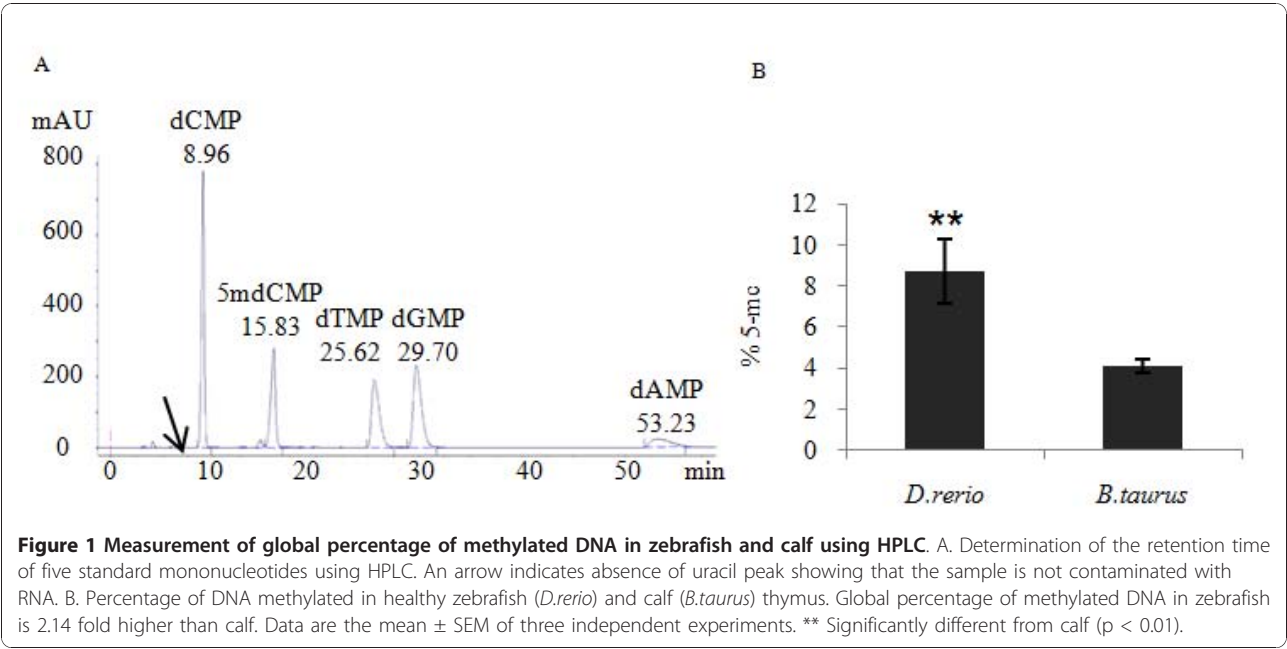 A
mAU
800
600
400
200
0
dCMP
8.96
5mdCMP
15.83
dTMP dGMP
25.62 29.70
dAMP
53.23
0 10 20 30 40 50 min
B
% 5-mc
12
10
8
6
4
2
0
**
D.rerio B.taurus
Figure 1 Measurement of global percentage of methylated DNA in zebrafish and calf using HPLC. A. Determination of the retention time
of five standard mononucleotides using HPLC. An arrow indicates absence of uracil peak showing that the sample is not contaminated with
RNA. B. Percentage of DNA methylated in healthy zebrafish (D.rerio) and calf (B.taurus) thymus. Global percentage of methylated DNA in zebrafish
is 2.14 fold higher than calf. Data are the mean ± SEM of three independent experiments. ** Significantly different from calf (p < 0.01).